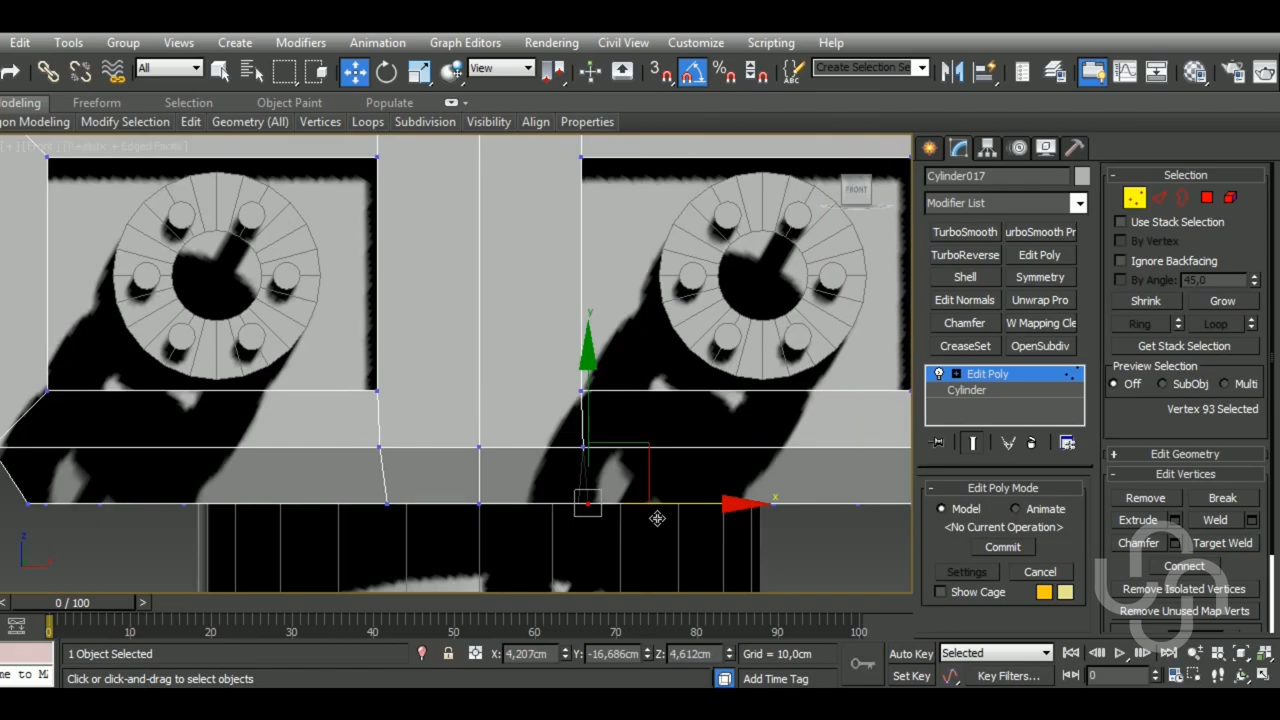 Edit Tools Group Views Create Modifiers Animation Graph Editors Rendering Civil View Customize Scripting Help
All View 3 ABC Create Selection Se
odeling Freeform Selection Object Paint Populate
gon Modeling Modify Selection Edit Geometry (All) Vertices Loops Subdivision Visibility Align Properties
FRONT
y
x
z
Cylinder017
Modifier List
TurboSmooth urboSmooth Pr
TurboReverse Edit Poly
Shell Symmetry
Edit Normals Unwrap Pro
Chamfer W Mapping Cle
CreaseSet OpenSubdiv
Edit Poly
Cylinder
Edit Poly Mode
Model Animate
<No Current Operation>
Commit
Settings Cancel
Show Cage
Selection
Use Stack Selection
By Vertex
Ignore Backfacing
By Angle: 45,0
Shrink Grow
Ring Loop
Get Stack Selection
Preview Selection
Off SubObj Multi
Vertex 93 Selected
Edit Geometry
Edit Vertices
Remove Break
Extrude Weld
Chamfer Target Weld
Connect
Remove Isolated Vertices
Remove Unused Map Verts
< 0 / 100 >
0 10 20 30 40 50 60 70 80 90 100
1 Object Selected X: 4,207cm Y: -16,686cm Z: 4,612cm Grid = 10,0cm Auto Key Selected
me to Mi Click or click-and-drag to select objects Add Time Tag Set Key Key Filters... 0